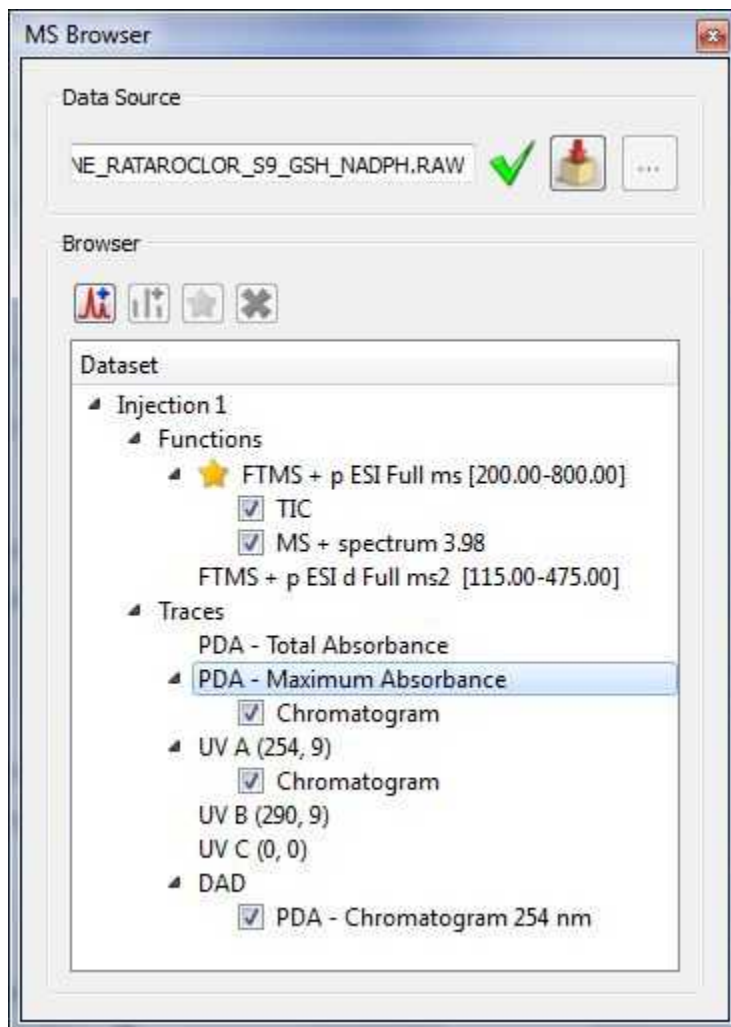 MS Browser
Data Source
NE_RATAROCLOR_S9_GSH_NADPH.RAW
...
Browser
Dataset
Injection 1
Functions
FTMS + p ESI Full ms [200.00-800.00]
TIC
MS + spectrum 3.98
FTMS + p ESI d Full ms2 [115.00-475.00]
Traces
PDA - Total Absorbance
PDA - Maximum Absorbance
Chromatogram
UV A (254, 9)
Chromatogram
UV B (290, 9)
UV C (0, 0)
DAD
PDA - Chromatogram 254 nm